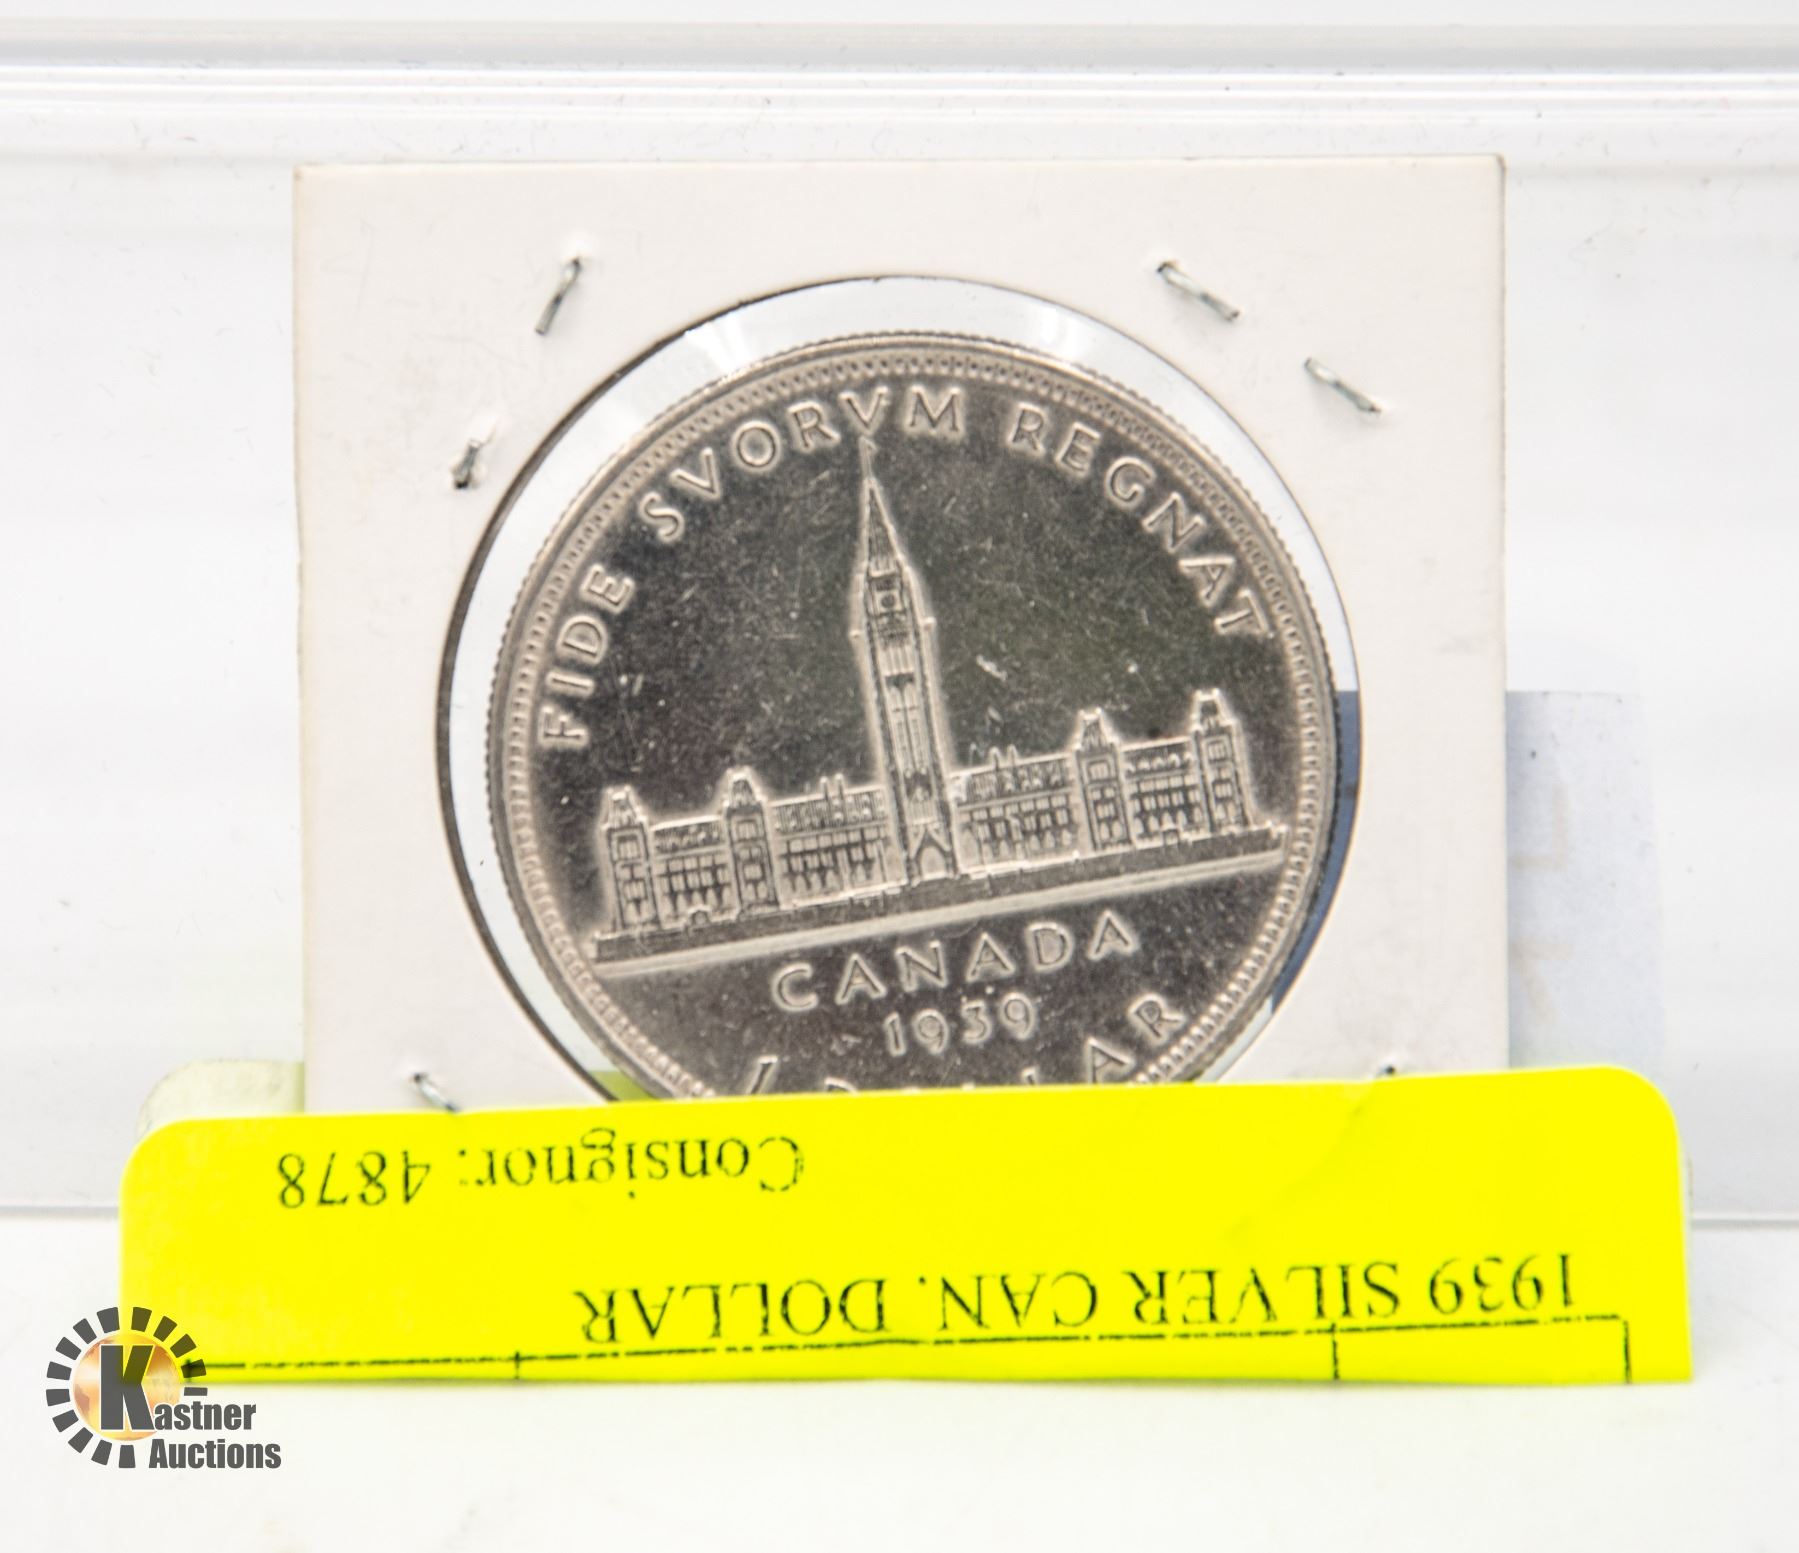 FIDE SVORVM REGNAT
CANADA
1939
Consignor: 4878
1939 SILVER CAN. DOLLAR
Kastner
Auctions